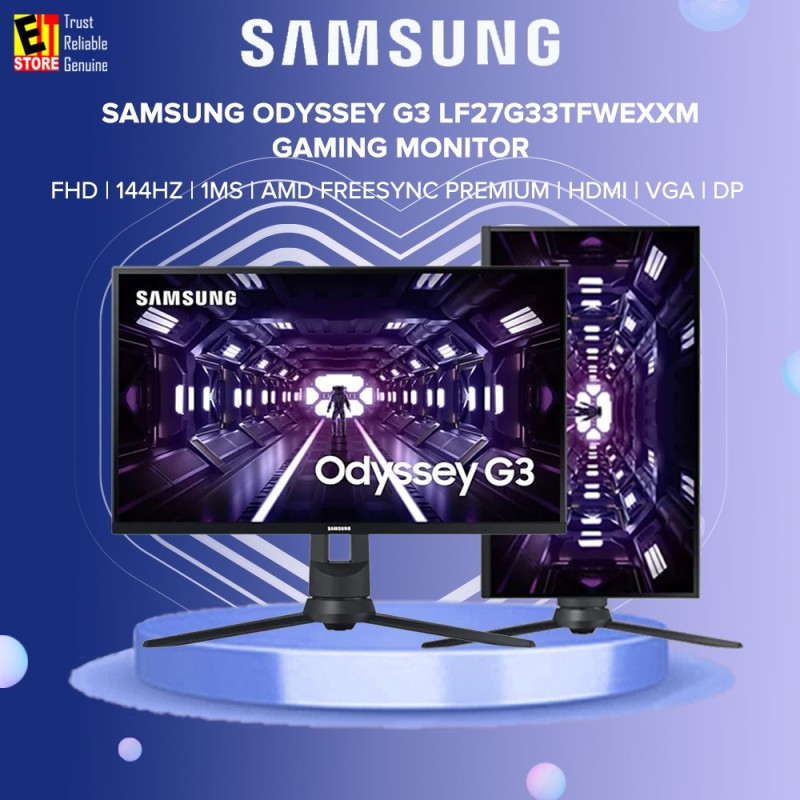 ET
STORE
Trust
Reliable
Genuine
SAMSUNG
SAMSUNG ODYSSEY G3 LF27G33TFWEXXM
GAMING MONITOR
FHD | 144HZ | 1MS | AMD FREESYNC PREMIUM | HDMI | VGA | DP
SAMSUNG
Odyssey G3
SAMSUNG